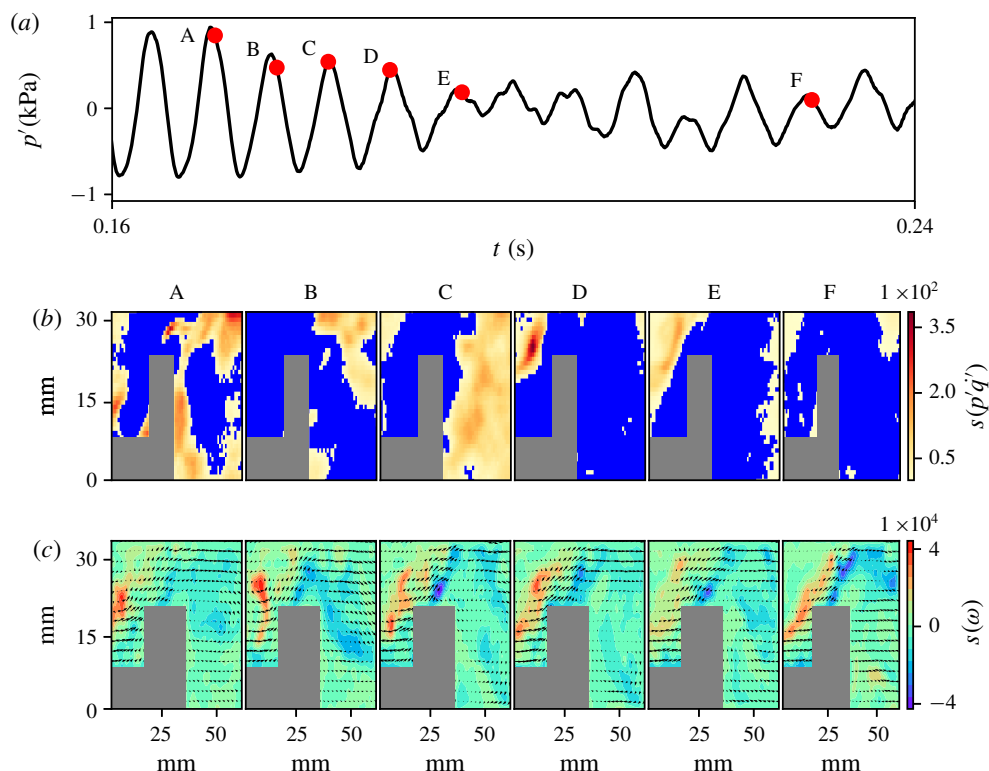 (a)
1
0
−1
p′(kPa)
A
B
C
D
E
F
0.16
0.24
t (s)
A B C D E F
1 ×10²
(b)
30
15
0
mm
3.5
2.0
0.5
s(p′q̇′)
1 ×10⁴
(c)
30
15
0
mm
4
0
−4
s(ω)
25 50 25 50 25 50 25 50 25 50 25 50
mm mm mm mm mm mm